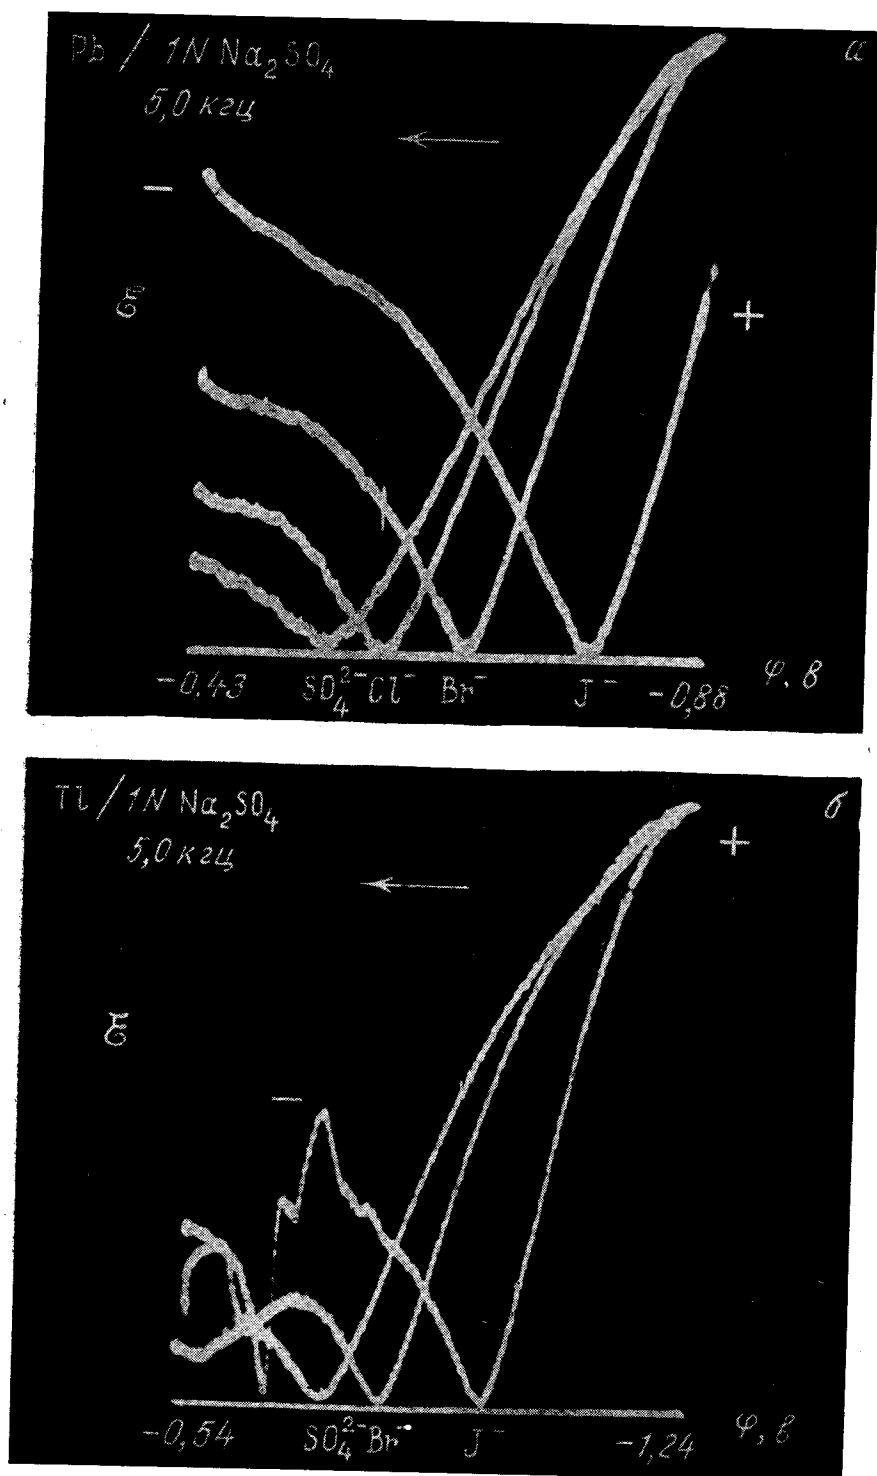 Pb / 1N Na₂SO₄ а
5,0 кгц
−
ℰ
+
-0.43 SO₄²⁻ Cl⁻ Br⁻ J⁻ -0,88 φ, в
Tl / 1N Na₂SO₄ б
5,0 кгц
+
ℰ
−
-0,54 SO₄²⁻ Br⁻ J⁻ -1,24 φ, в